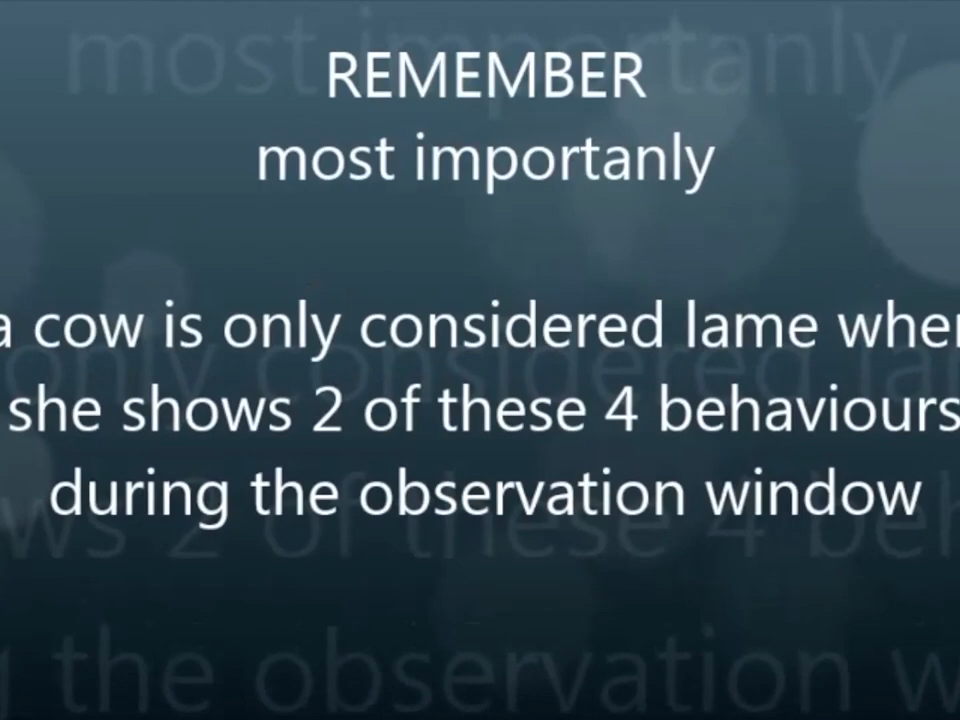 REMEMBER
most importanly
a cow is only considered lame when
she shows 2 of these 4 behaviours
during the observation window